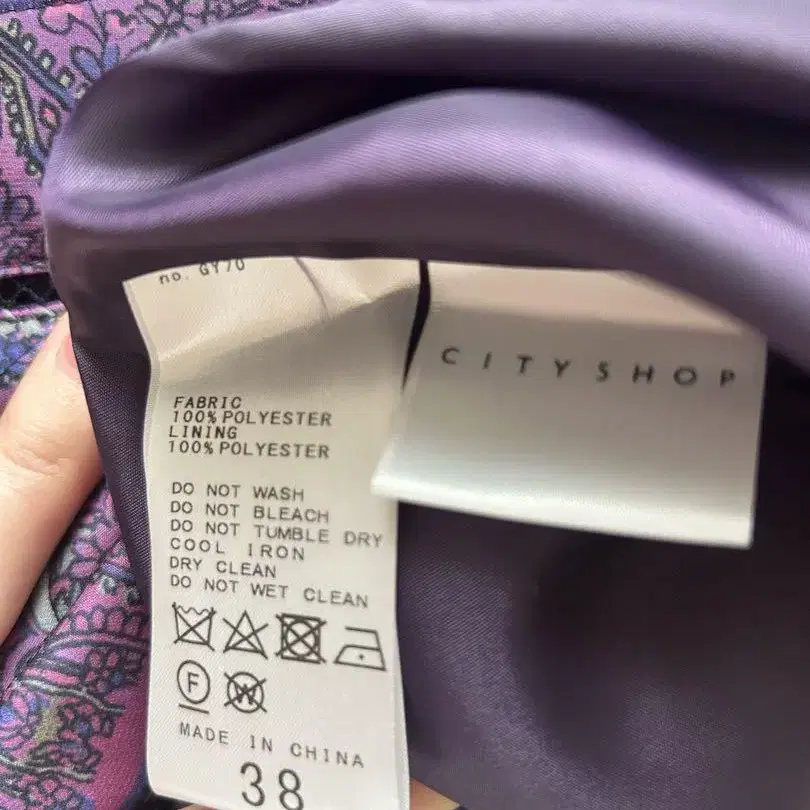 no. GY70
CITYSHOP
FABRIC
100% POLYESTER
LINING
100% POLYESTER
DO NOT WASH
DO NOT BLEACH
DO NOT TUMBLE DRY
COOL IRON
DRY CLEAN
DO NOT WET CLEAN
F
W
MADE IN CHINA
38